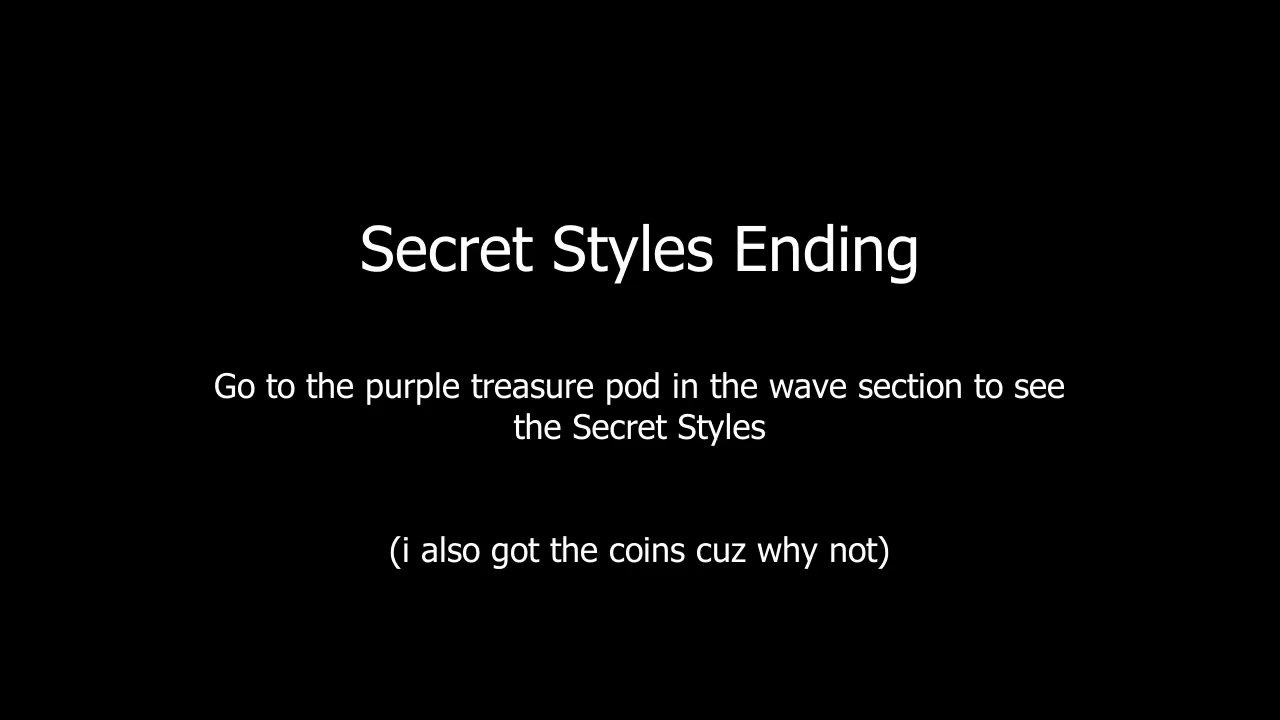 Secret Styles Ending
Go to the purple treasure pod in the wave section to see
the Secret Styles
(i also got the coins cuz why not)